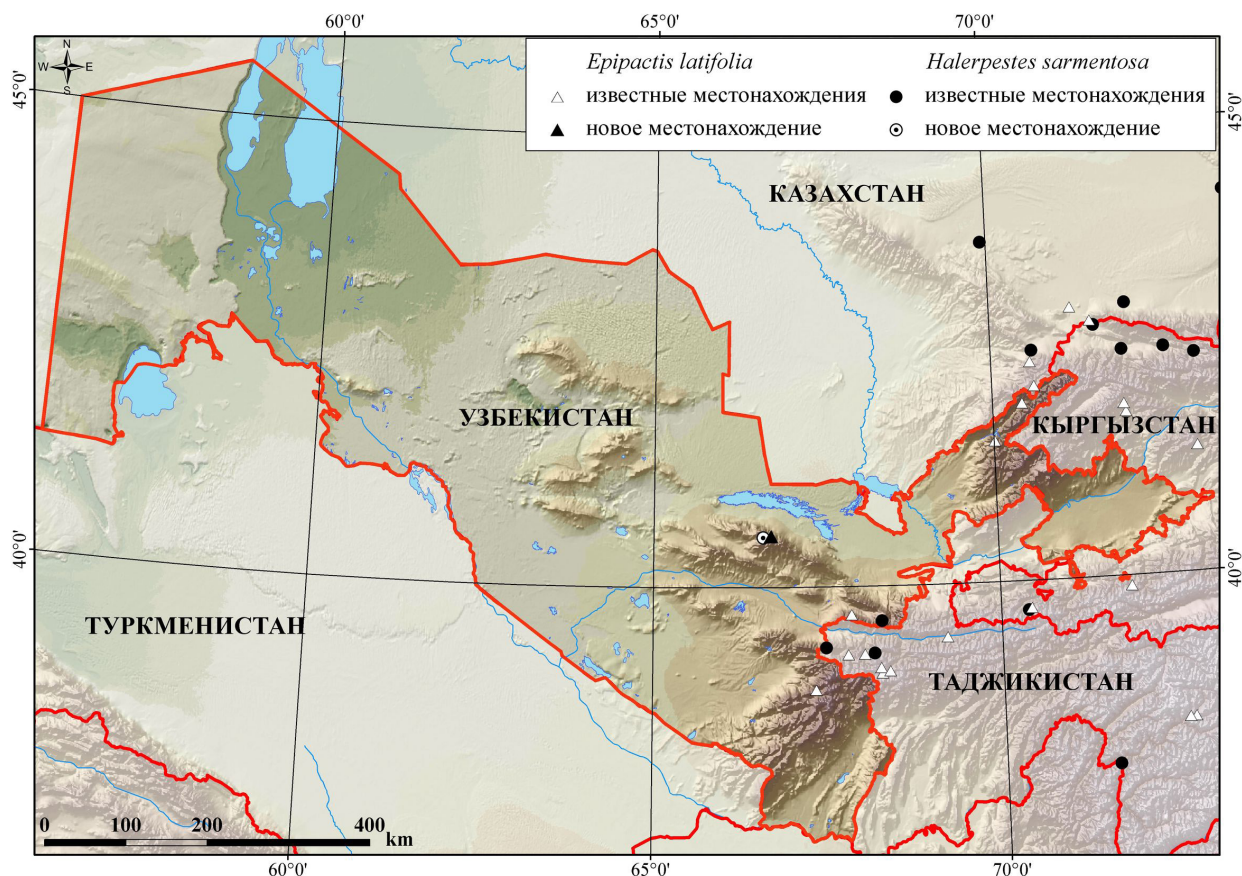 60°0' 65°0' 70°0'
N
W E
S
Epipactis latifolia Halerpestes sarmentosa
известные местонахождения известные местонахождения
новое местонахождение новое местонахождение
45°0' 45°0'
КАЗАХСТАН
УЗБЕКИСТАН
КЫРГЫЗСТАН
40°0' 40°0'
ТУРКМЕНИСТАН
ТАДЖИКИСТАН
0 100 200 400
km
60°0' 65°0' 70°0'